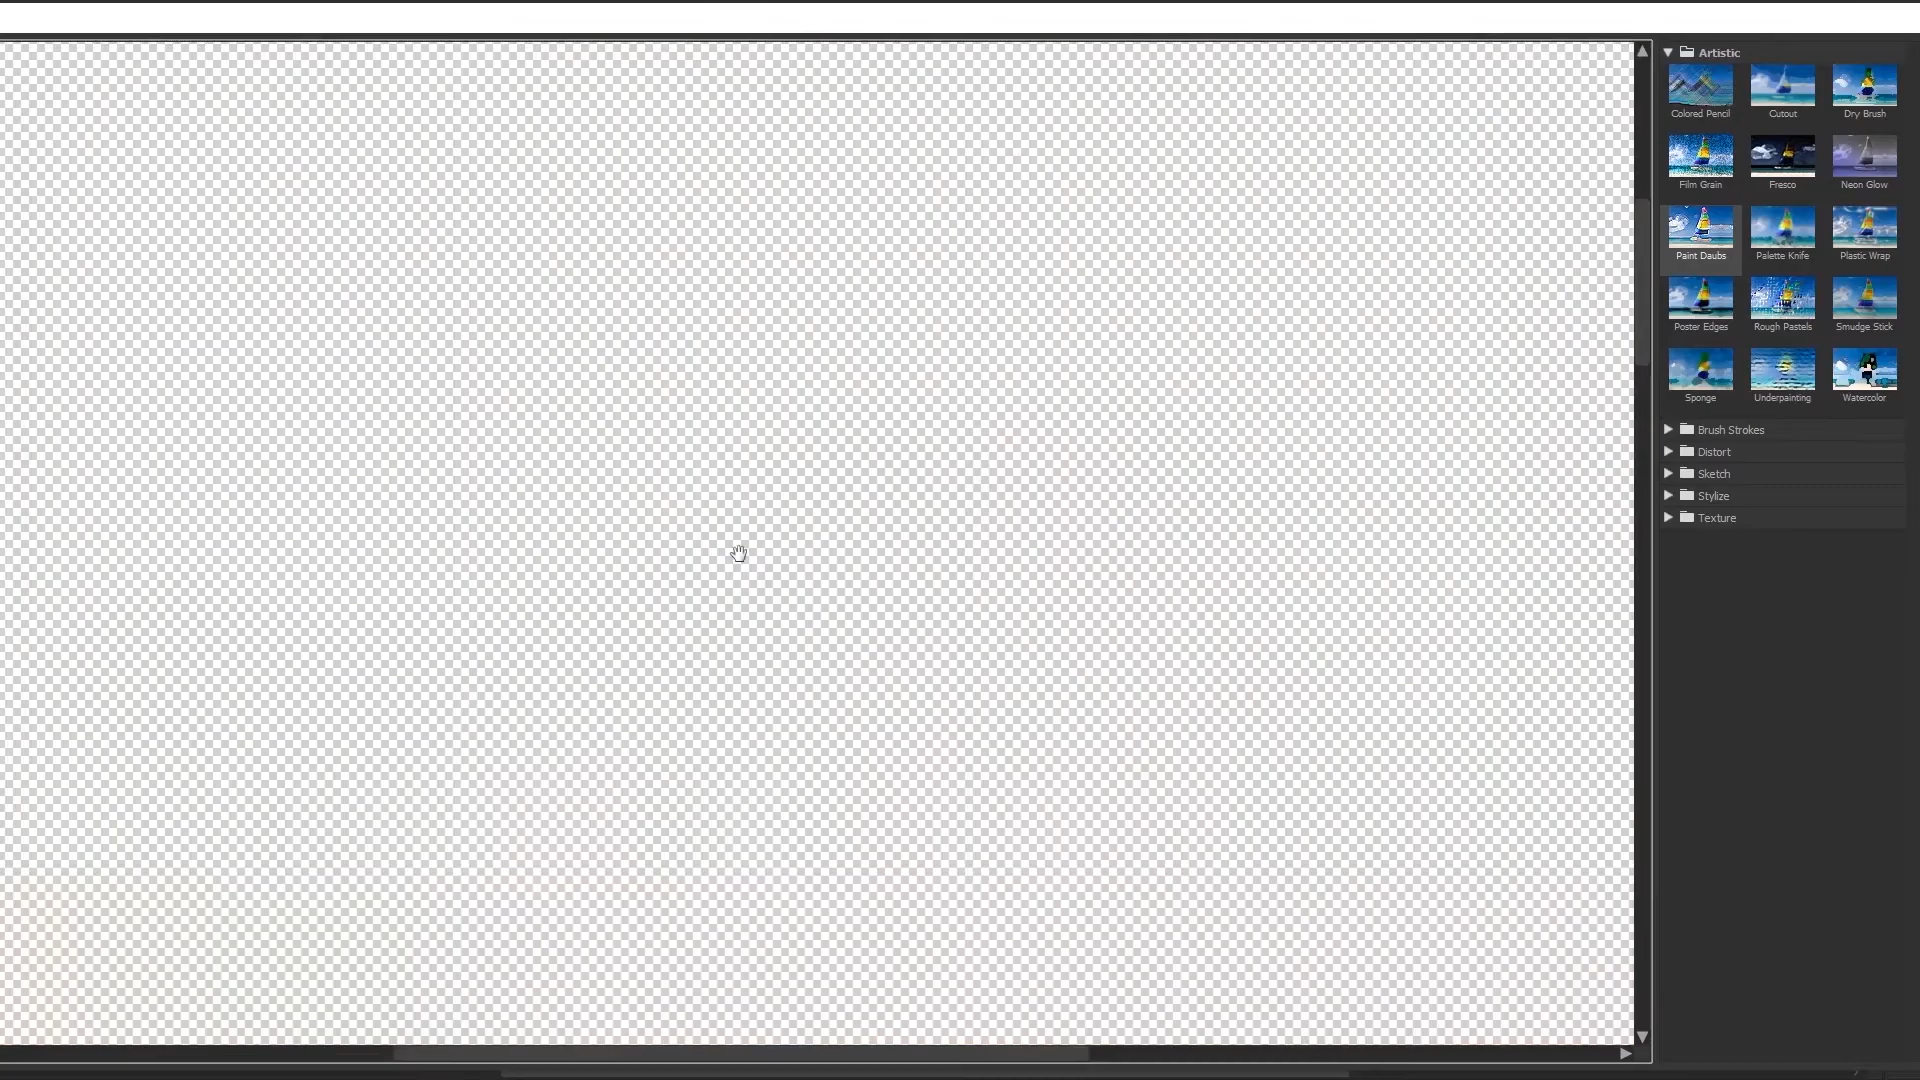 Artistic
Colored Pencil Cutout Dry Brush
Film Grain Fresco Neon Glow
Paint Daubs Palette Knife Plastic Wrap
Poster Edges Rough Pastels Smudge Stick
Sponge Underpainting Watercolor
Brush Strokes
Distort
Sketch
Stylize
Texture